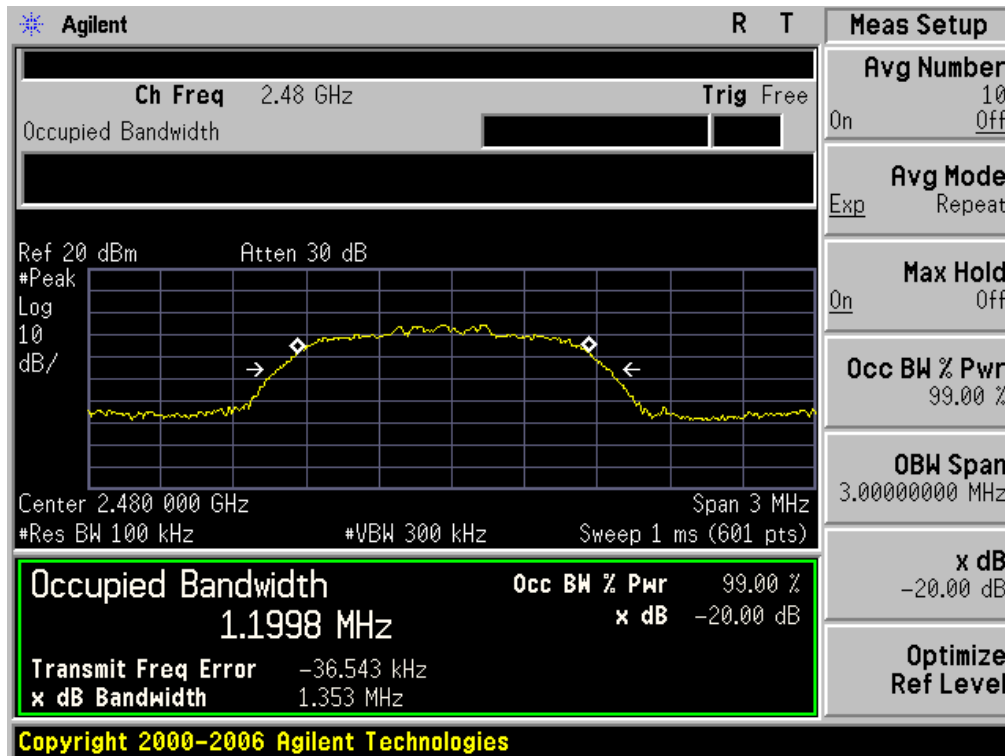 Agilent
R T
Ch Freq 2.48 GHz
Trig Free
Occupied Bandwidth
Ref 20 dBm
Atten 30 dB
#Peak
Log
10
dB/
Center 2.480 000 GHz
Span 3 MHz
#Res BW 100 kHz
#VBW 300 kHz
Sweep 1 ms (601 pts)
Occupied Bandwidth
1.1998 MHz
Occ BW % Pwr 99.00 %
x dB -20.00 dB
Transmit Freq Error -36.543 kHz
x dB Bandwidth 1.353 MHz
Copyright 2000-2006 Agilent Technologies
Meas Setup
Avg Number
10
On Off
Avg Mode
Exp Repeat
Max Hold
On Off
Occ BW % Pwr
99.00 %
OBW Span
3.00000000 MHz
x dB
-20.00 dB
Optimize
Ref Level